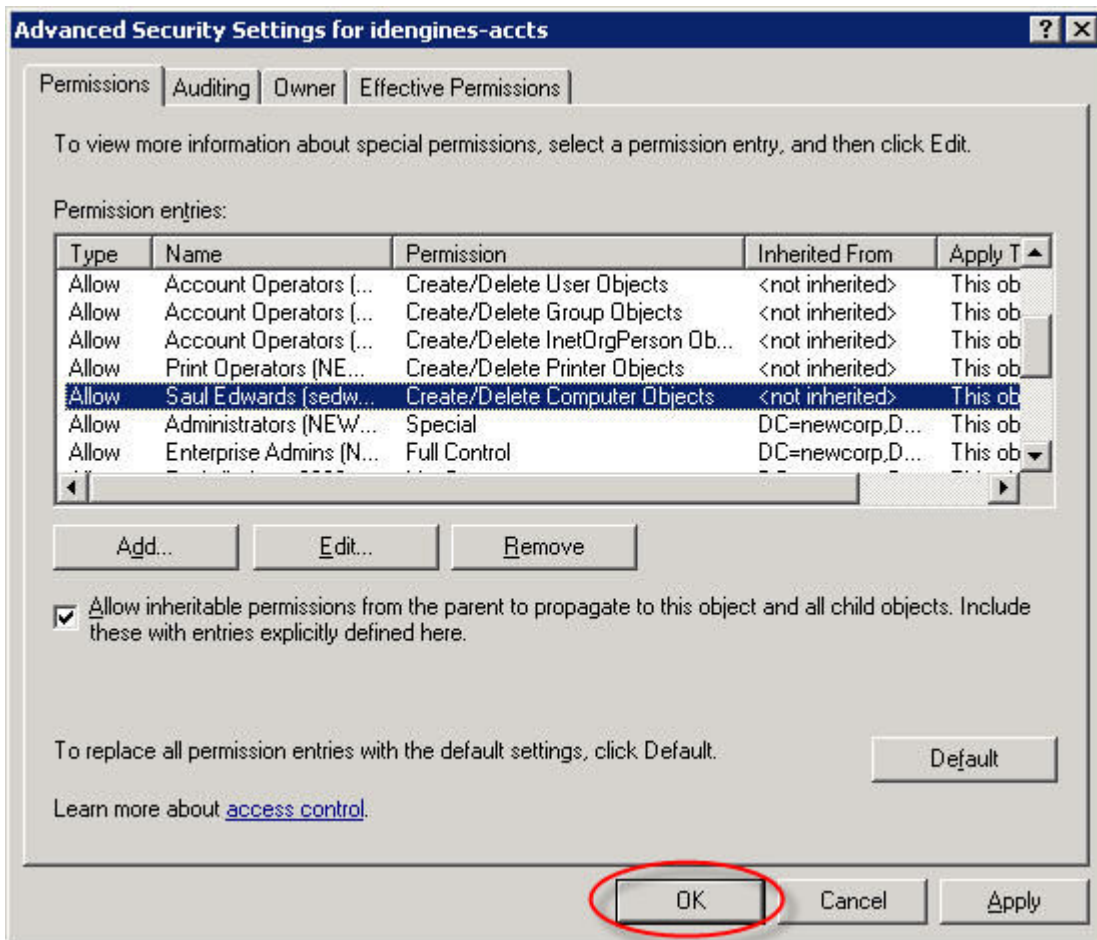 Advanced Security Settings for idengines-accts
Permissions Auditing Owner Effective Permissions
To view more information about special permissions, select a permission entry, and then click Edit.
Permission entries:
Type Name Permission Inherited From Apply T
Allow Account Operators (... Create/Delete User Objects <not inherited> This ob
Allow Account Operators (... Create/Delete Group Objects <not inherited> This ob
Allow Account Operators (... Create/Delete InetOrgPerson Ob... <not inherited> This ob
Allow Print Operators (NE... Create/Delete Printer Objects <not inherited> This ob
Allow Saul Edwards (sedw... Create/Delete Computer Objects <not inherited> This ob
Allow Administrators (NEW... Special DC=newcorp,D... This ob
Allow Enterprise Admins (N... Full Control DC=newcorp,D... This ob
Add... Edit... Remove
Allow inheritable permissions from the parent to propagate to this object and all child objects. Include
these with entries explicitly defined here.
To replace all permission entries with the default settings, click Default.
Default
Learn more about access control.
OK Cancel Apply